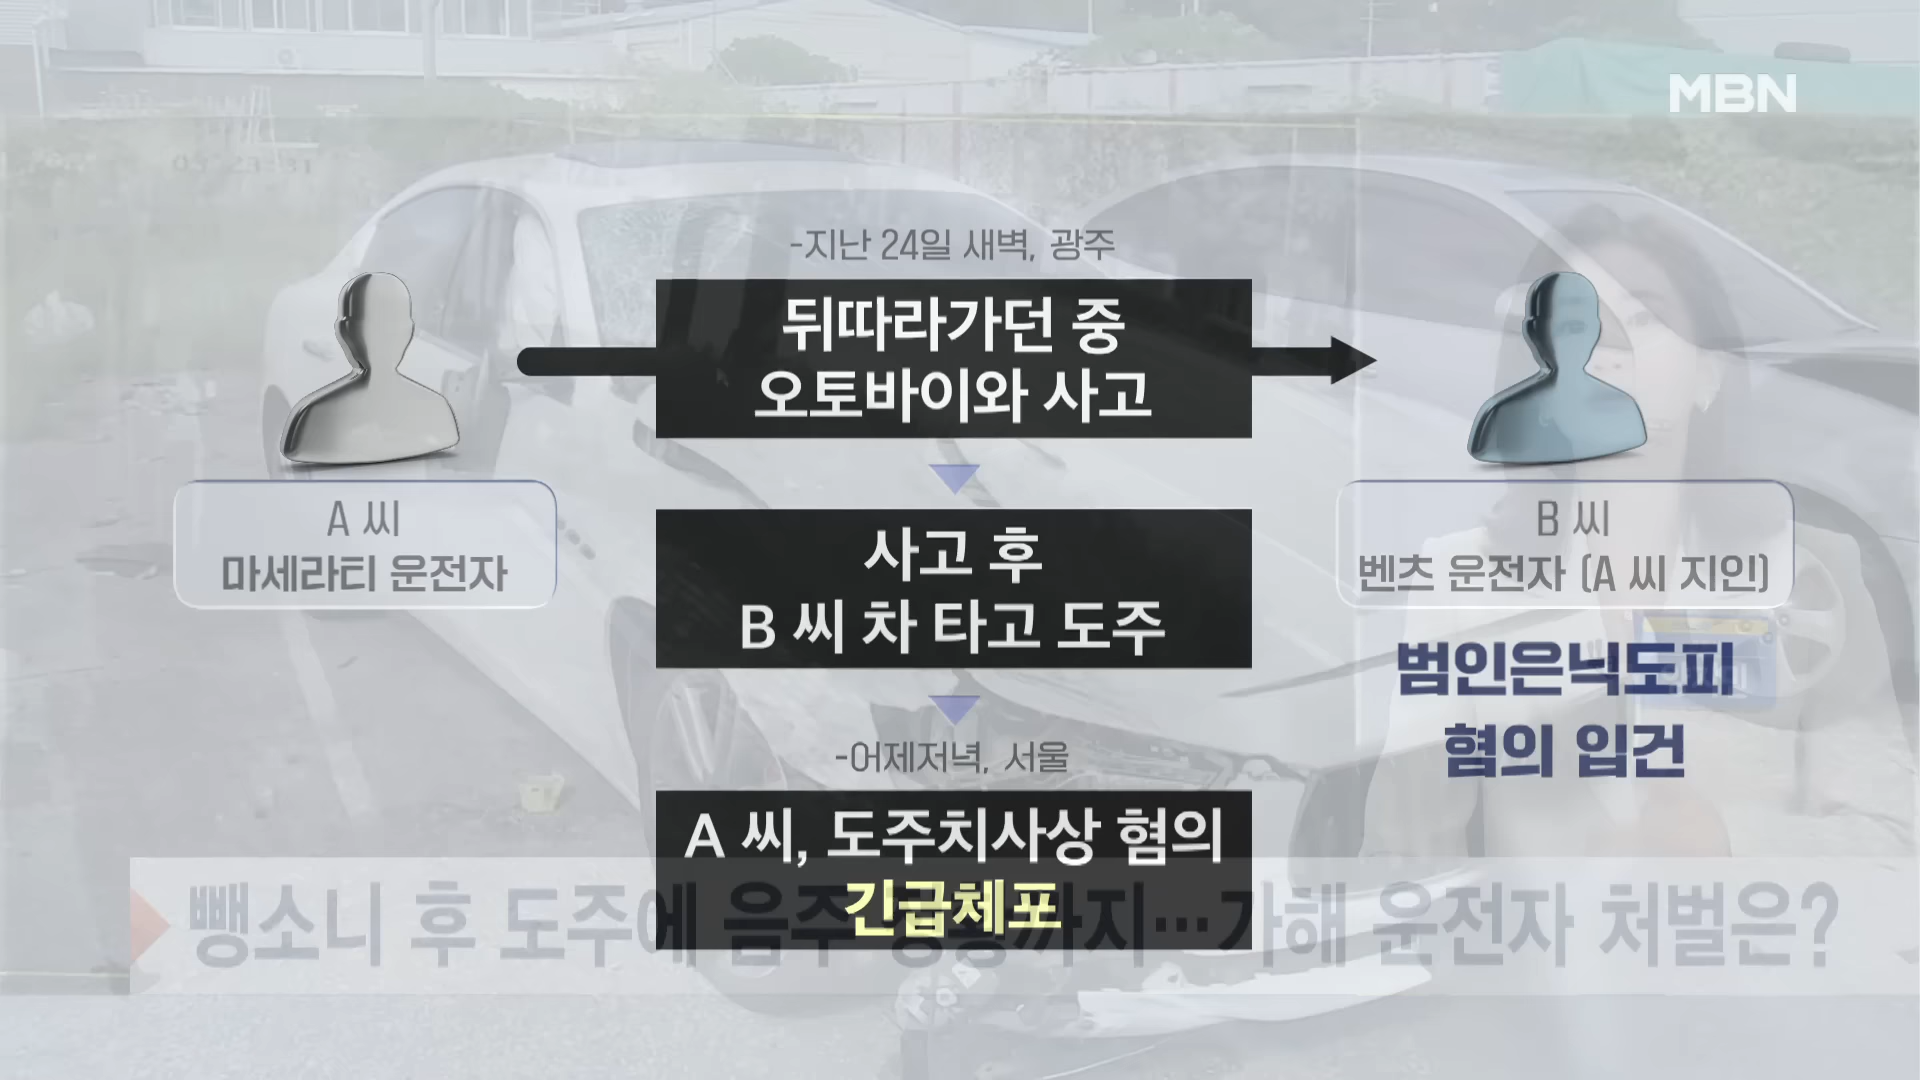 MBN
-지난 24일 새벽, 광주
뒤따라가던 중
오토바이와 사고
A 씨
마세라티 운전자
사고 후
B 씨 차 타고 도주
B 씨
벤츠 운전자 (A 씨 지인)
범인은닉도피
혐의 입건
-어제저녁, 서울
A 씨, 도주치사상 혐의
긴급체포
뺑소니 후 도주에 음주 까지…가해 운전자 처벌은?